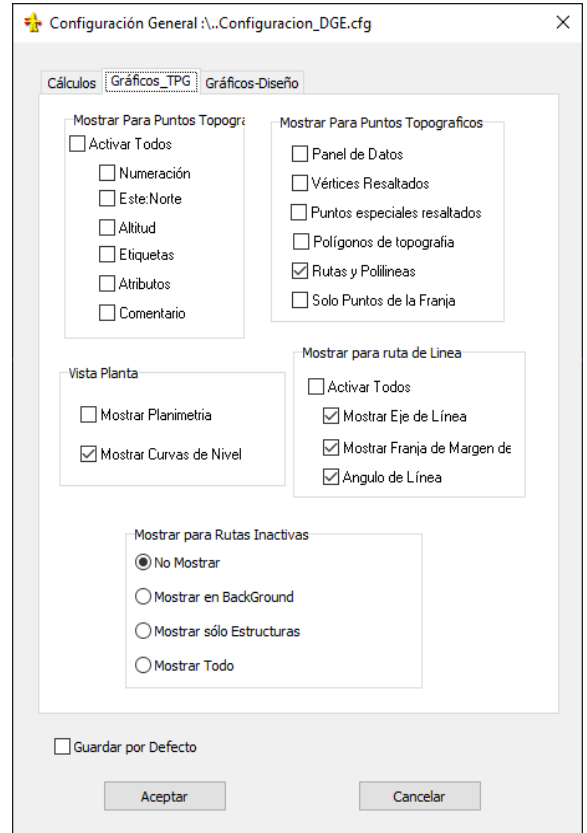 Configuración General :\..Configuracion_DGE.cfg
Cálculos
Gráficos_TPG
Gráficos-Diseño
Mostrar Para Puntos Topogra
Activar Todos
Numeración
Este:Norte
Altitud
Etiquetas
Atributos
Comentario
Mostrar Para Puntos Topograficos
Panel de Datos
Vértices Resaltados
Puntos especiales resaltados
Polígonos de topografia
Rutas y Polilineas
Solo Puntos de la Franja
Vista Planta
Mostrar Planimetria
Mostrar Curvas de Nivel
Mostrar para ruta de Linea
Activar Todos
Mostrar Eje de Línea
Mostrar Franja de Margen de
Angulo de Línea
Mostrar para Rutas Inactivas
No Mostrar
Mostrar en BackGround
Mostrar sólo Estructuras
Mostrar Todo
Guardar por Defecto
Aceptar
Cancelar